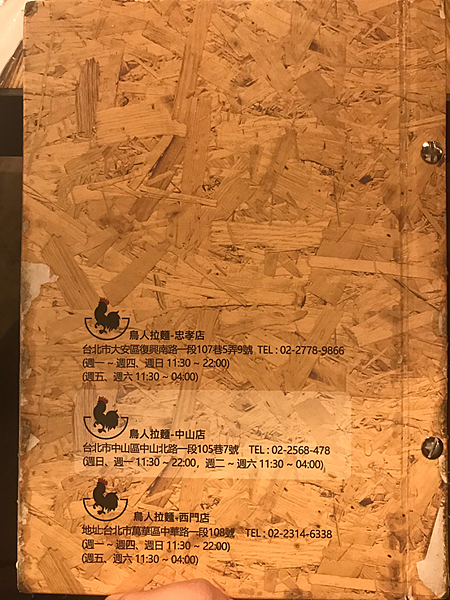 鳥人拉麵-忠孝店
台北市大安區復興南路一段107巷5弄9號 TEL : 02-2778-9866
(週一 ~ 週四、週日 11:30 ~ 22:00)
(週五、週六 11:30 ~ 04:00)
鳥人拉麵-中山店
台北市中山區中山北路一段105巷7號 TEL : 02-2568-478
(週日、週一 11:30 ~ 22:00，週二 ~ 週六 11:30 ~ 04:00)
鳥人拉麵-西門店
地址:台北市萬華區中華路一段108號 TEL : 02-2314-6338
(週一 ~ 週四、週日 11:30 ~ 22:00)
(週五、週六 11:30 ~ 04:00)